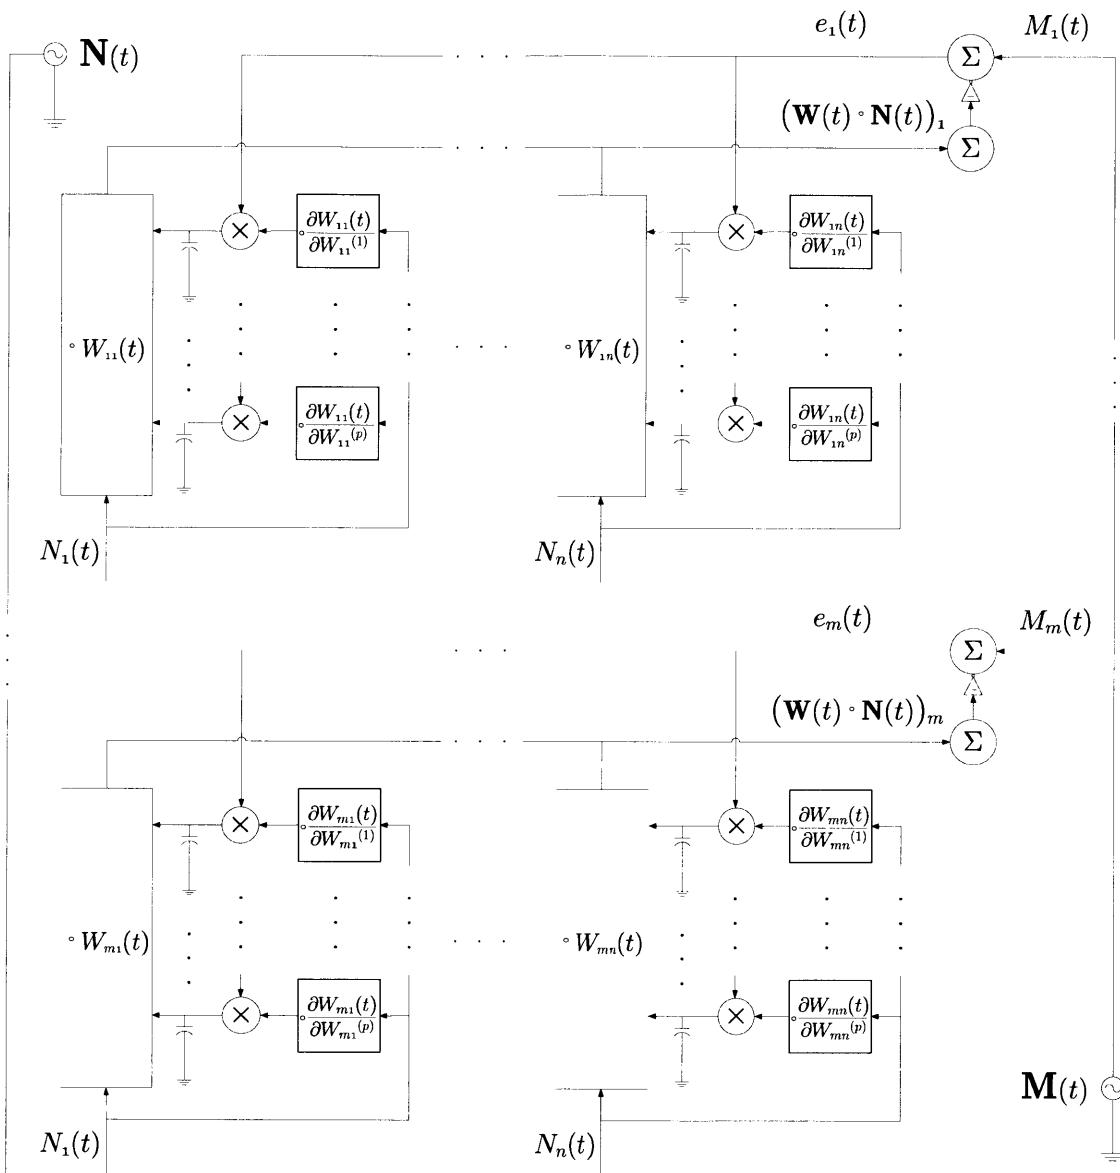 e₁(t) M₁(t)
N(t)
Σ
(W(t) ∘ N(t))₁ Σ
× ∘ ∂W₁₁(t)/∂W₁₁⁽¹⁾ × ∘ ∂W₁ₙ(t)/∂W₁ₙ⁽¹⁾
∘ W₁₁(t) ∘ W₁ₙ(t)
× ∘ ∂W₁₁(t)/∂W₁₁⁽ᵖ⁾ × ∘ ∂W₁ₙ(t)/∂W₁ₙ⁽ᵖ⁾
N₁(t) Nₙ(t)
eₘ(t) Mₘ(t)
Σ
(W(t) ∘ N(t))ₘ Σ
× ∘ ∂Wₘ₁(t)/∂Wₘ₁⁽¹⁾ × ∘ ∂Wₘₙ(t)/∂Wₘₙ⁽¹⁾
∘ Wₘ₁(t) ∘ Wₘₙ(t)
× ∘ ∂Wₘ₁(t)/∂Wₘ₁⁽ᵖ⁾ × ∘ ∂Wₘₙ(t)/∂Wₘₙ⁽ᵖ⁾
M(t)
N₁(t) Nₙ(t)